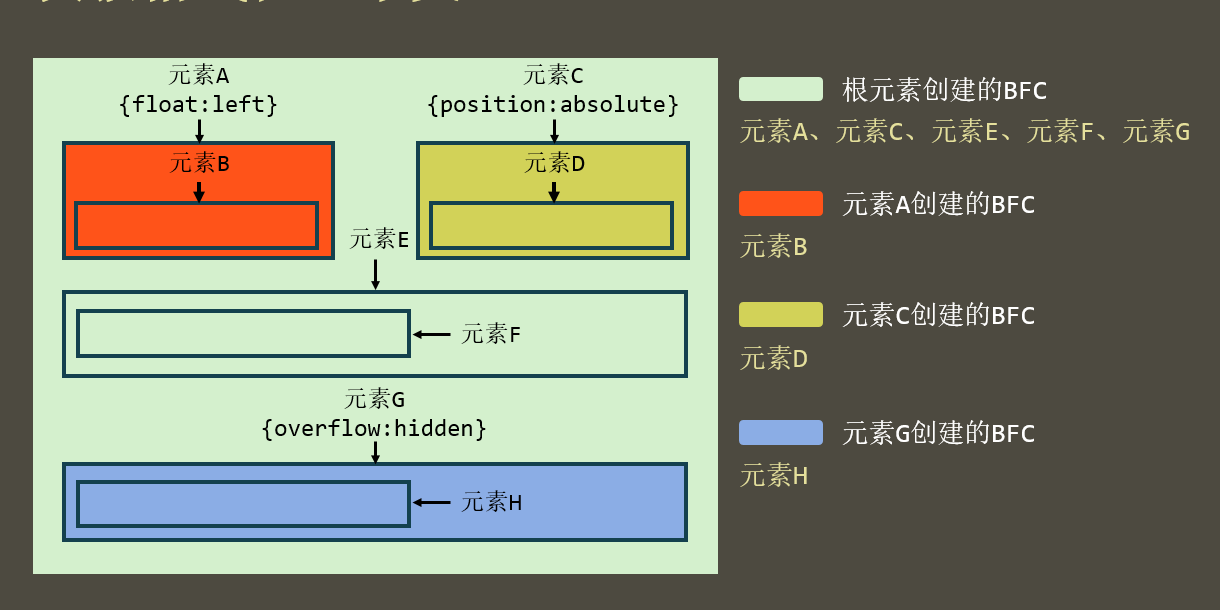 元素A
{float:left}
元素C
{position:absolute}
元素B
元素D
元素E
元素F
元素G
{overflow:hidden}
元素H
根元素创建的BFC
元素A、元素C、元素E、元素F、元素G
元素A创建的BFC
元素B
元素C创建的BFC
元素D
元素G创建的BFC
元素H